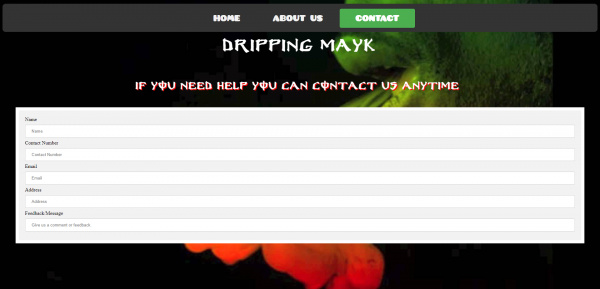 HOME ABOUT US CONTACT
DRIPPING MAYK
IF YOU NEED HELP YOU CAN CONTACT US ANYTIME
Name
Name
Contact Number
Contact Number
Email
Email
Address
Address
Feedback/Message
Give us a comment or feedback